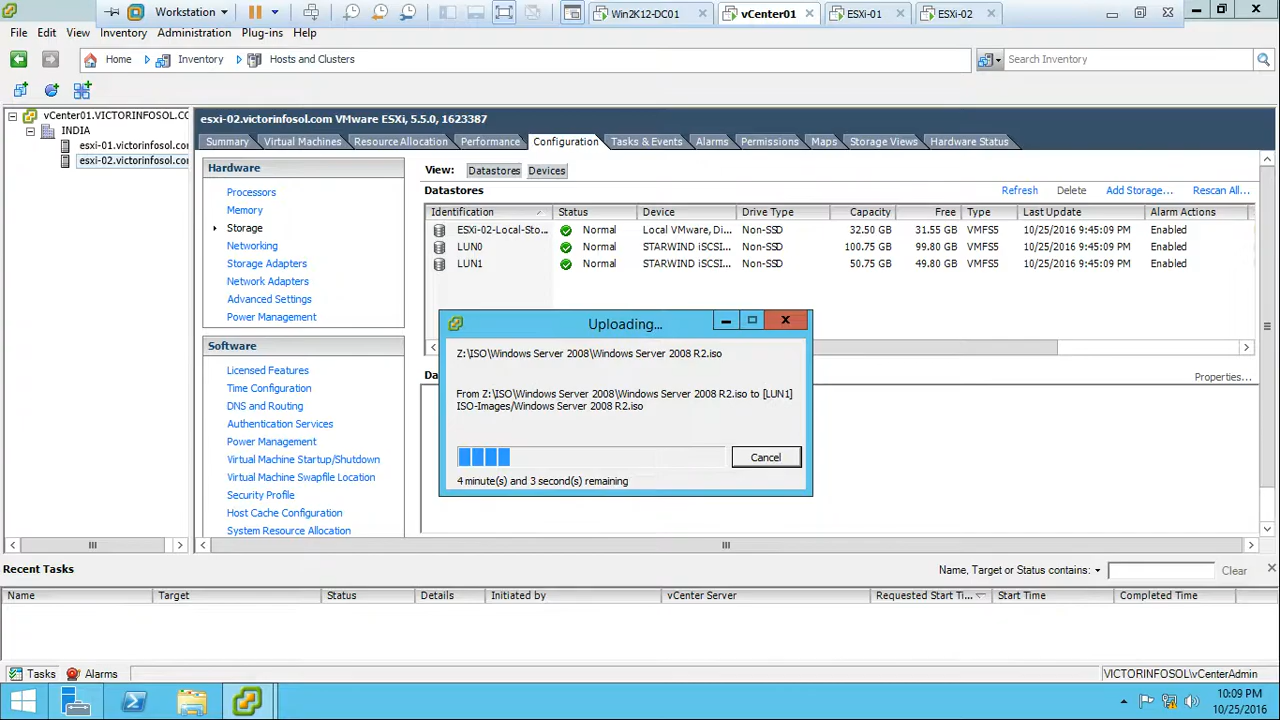 Workstation
Win2K12-DC01
vCenter01
ESXi-01
ESXi-02
File Edit View Inventory Administration Plug-ins Help
Home Inventory Hosts and Clusters
Search Inventory
vCenter01.VICTORINFOSOL.CO
INDIA
esxi-01.victorinfosol.com
esxi-02.victorinfosol.com
esxi-02.victorinfosol.com VMware ESXi, 5.5.0, 1623387
Summary Virtual Machines Resource Allocation Performance Configuration Tasks & Events Alarms Permissions Maps Storage Views Hardware Status
Hardware
Processors
Memory
Storage
Networking
Storage Adapters
Network Adapters
Advanced Settings
Power Management
Software
Licensed Features
Time Configuration
DNS and Routing
Authentication Services
Power Management
Virtual Machine Startup/Shutdown
Virtual Machine Swapfile Location
Security Profile
Host Cache Configuration
System Resource Allocation
View: Datastores Devices
Datastores Refresh Delete Add Storage... Rescan All...
Identification Status Device Drive Type Capacity Free Type Last Update Alarm Actions
ESXi-02-Local-Sto... Normal Local VMware, Di... Non-SSD 32.50 GB 31.55 GB VMFS5 10/25/2016 9:45:09 PM Enabled
LUN0 Normal STARWIND iSCSI... Non-SSD 100.75 GB 99.80 GB VMFS5 10/25/2016 9:45:09 PM Enabled
LUN1 Normal STARWIND iSCSI... Non-SSD 50.75 GB 49.80 GB VMFS5 10/25/2016 9:45:09 PM Enabled
Properties...
Uploading...
Z:\ISO\Windows Server 2008\Windows Server 2008 R2.iso
From Z:\ISO\Windows Server 2008\Windows Server 2008 R2.iso to [LUN1]
ISO-Images/Windows Server 2008 R2.iso
Cancel
4 minute(s) and 3 second(s) remaining
Recent Tasks
Name, Target or Status contains: Clear
Name Target Status Details Initiated by vCenter Server Requested Start Ti... Start Time Completed Time
Tasks Alarms
VICTORINFOSOL\vCenterAdmin
10:09 PM
10/25/2016